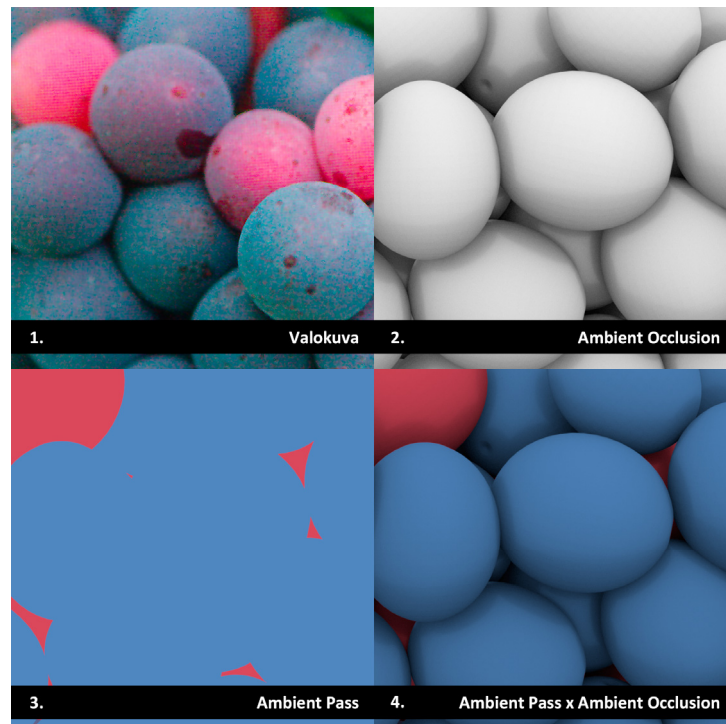 1. Valokuva
2. Ambient Occlusion
3. Ambient Pass
4. Ambient Pass x Ambient Occlusion